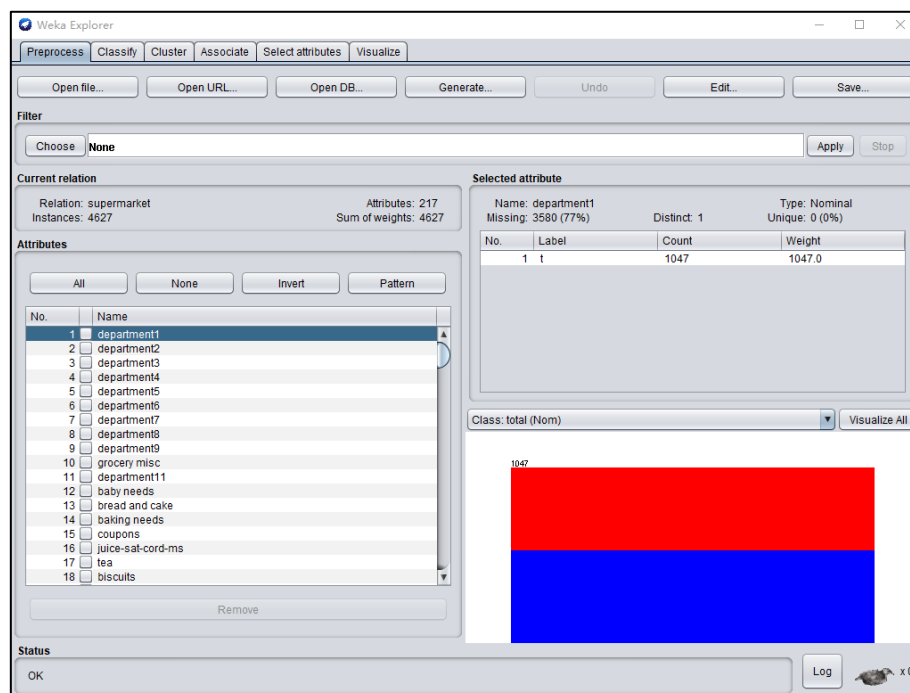 Weka Explorer
Preprocess Classify Cluster Associate Select attributes Visualize
Open file... Open URL... Open DB... Generate... Undo Edit... Save...
Filter
Choose None Apply Stop
Current relation
Relation: supermarket Attributes: 217
Instances: 4627 Sum of weights: 4627
Selected attribute
Name: department1 Type: Nominal
Missing: 3580 (77%) Distinct: 1 Unique: 0 (0%)
No. Label Count Weight
1 t 1047 1047.0
Attributes
All None Invert Pattern
No. Name
1 department1
2 department2
3 department3
4 department4
5 department5
6 department6
7 department7
8 department8
9 department9
10 grocery misc
11 department11
12 baby needs
13 bread and cake
14 baking needs
15 coupons
16 juice-sat-cord-ms
17 tea
18 biscuits
Remove
Class: total (Nom) Visualize All
1047
Status
OK
Log x 0